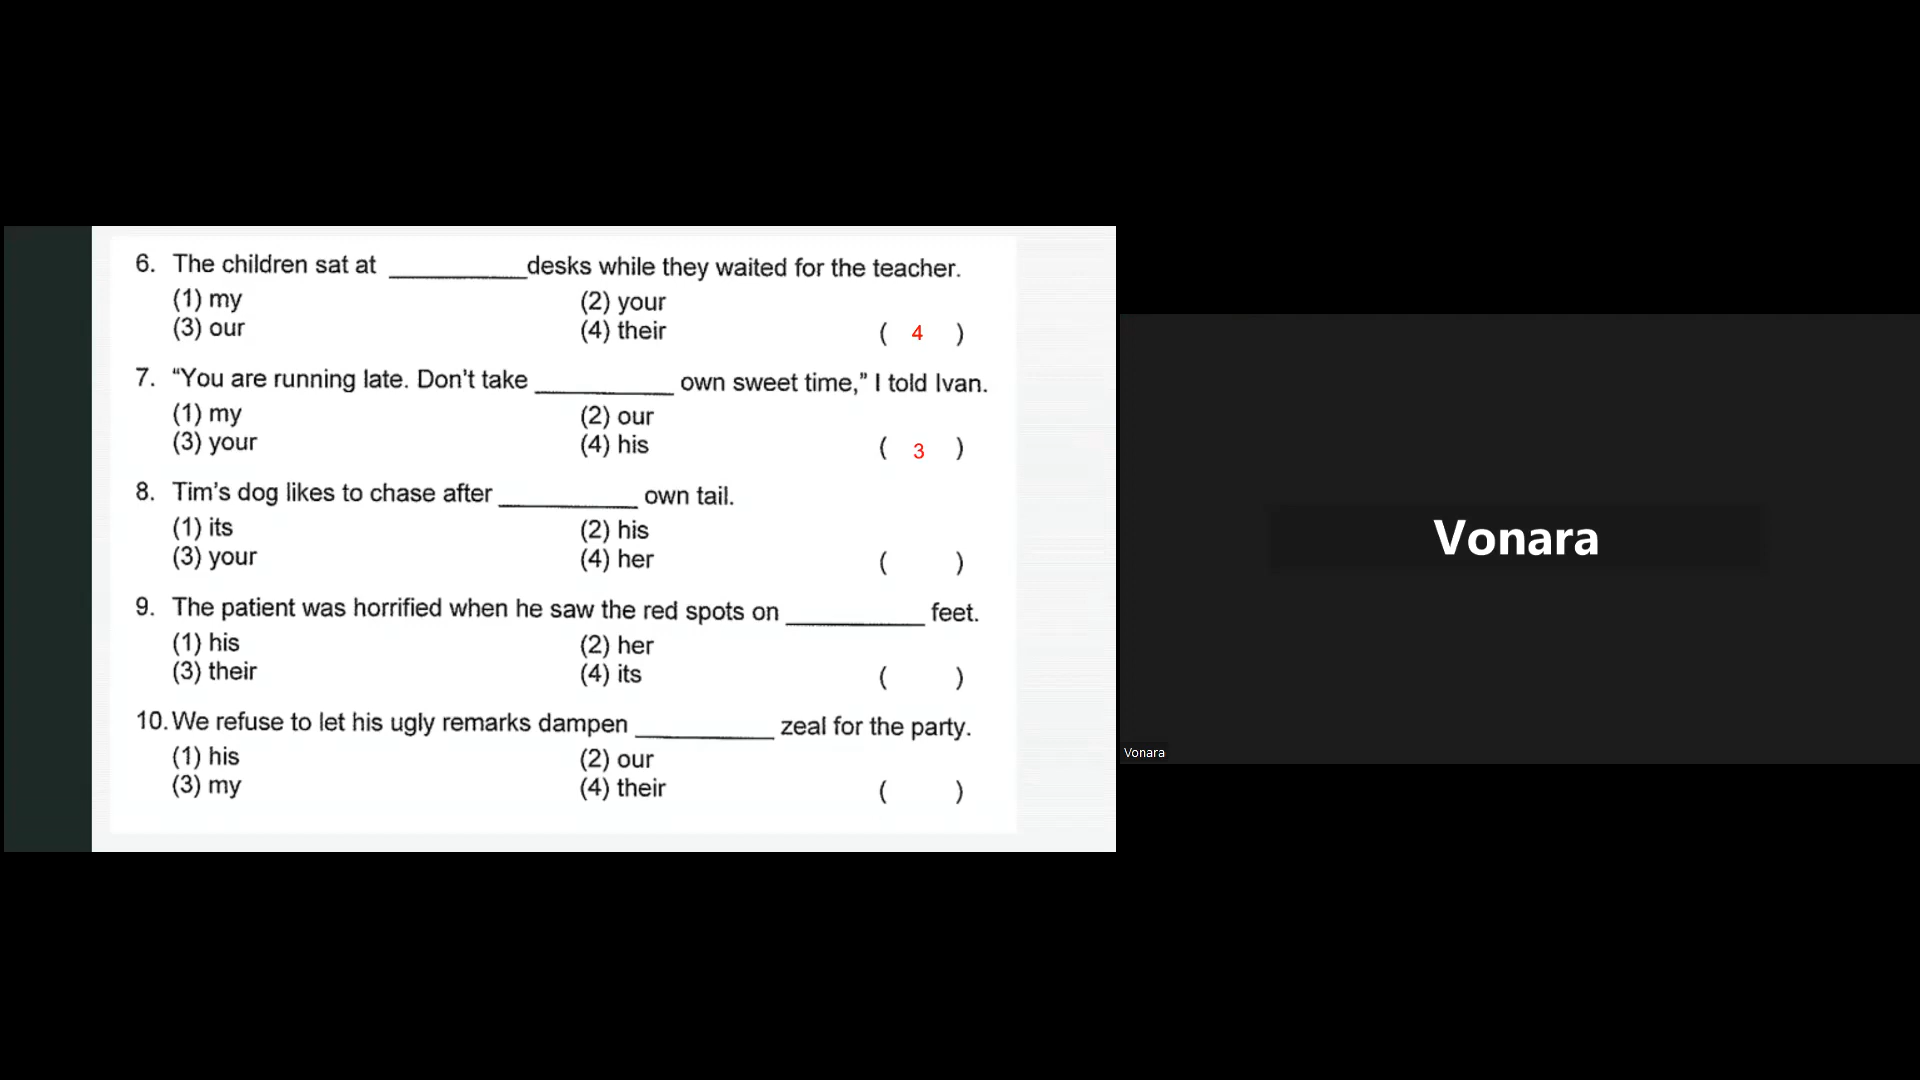 6. The children sat at __________ desks while they waited for the teacher.
(1) my (2) your
(3) our (4) their ( 4 )
7. “You are running late. Don’t take __________ own sweet time,” I told Ivan.
(1) my (2) our
(3) your (4) his ( 3 )
8. Tim’s dog likes to chase after __________ own tail.
(1) its (2) his
(3) your (4) her ( )
9. The patient was horrified when he saw the red spots on __________ feet.
(1) his (2) her
(3) their (4) its ( )
10. We refuse to let his ugly remarks dampen __________ zeal for the party.
(1) his (2) our
(3) my (4) their ( )
Vonara
Vonara